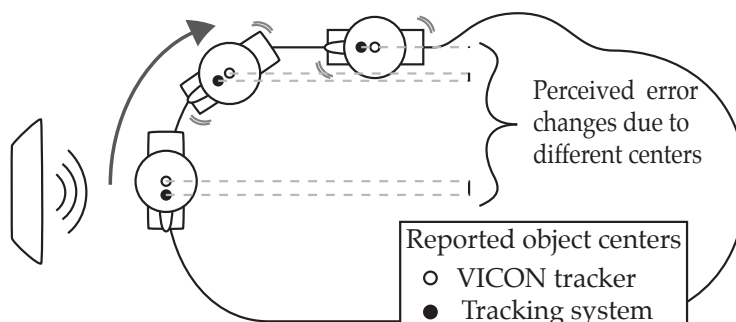 Perceived error
changes due to
different centers
Reported object centers
VICON tracker
Tracking system